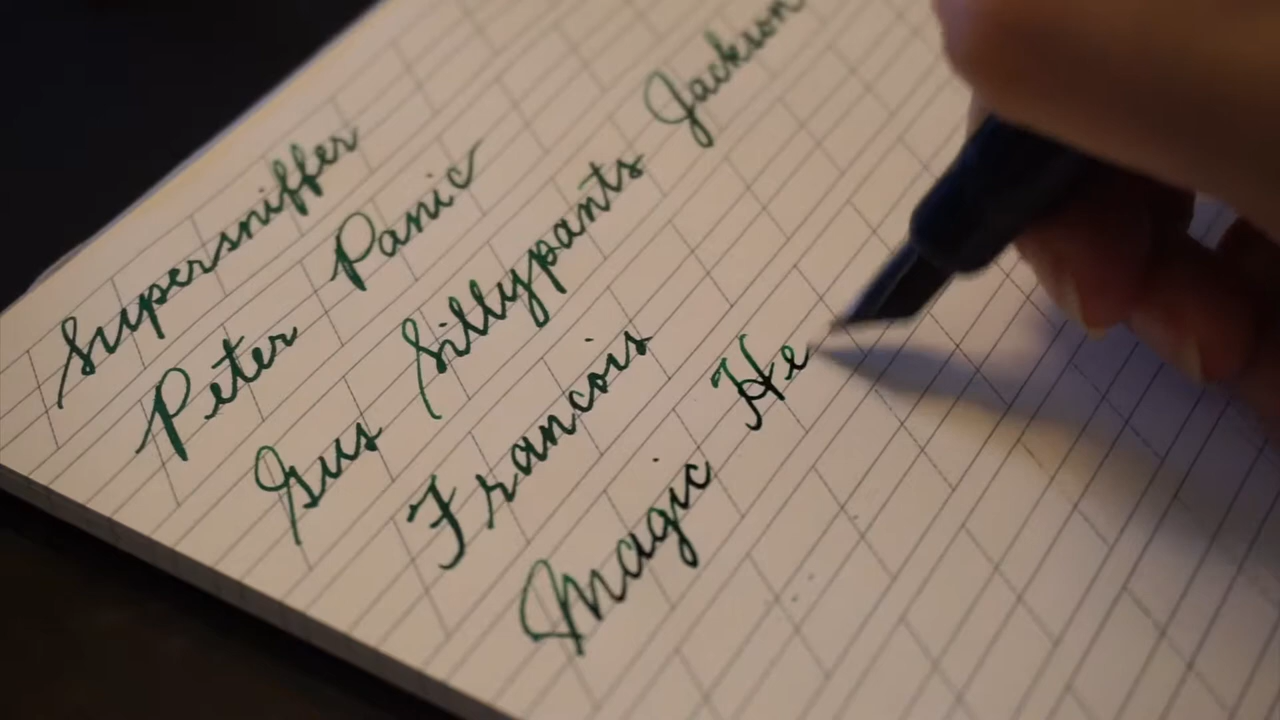 Supersniffer
Peter Panic
Gus Sillypants Jackson
Francois
Magic He